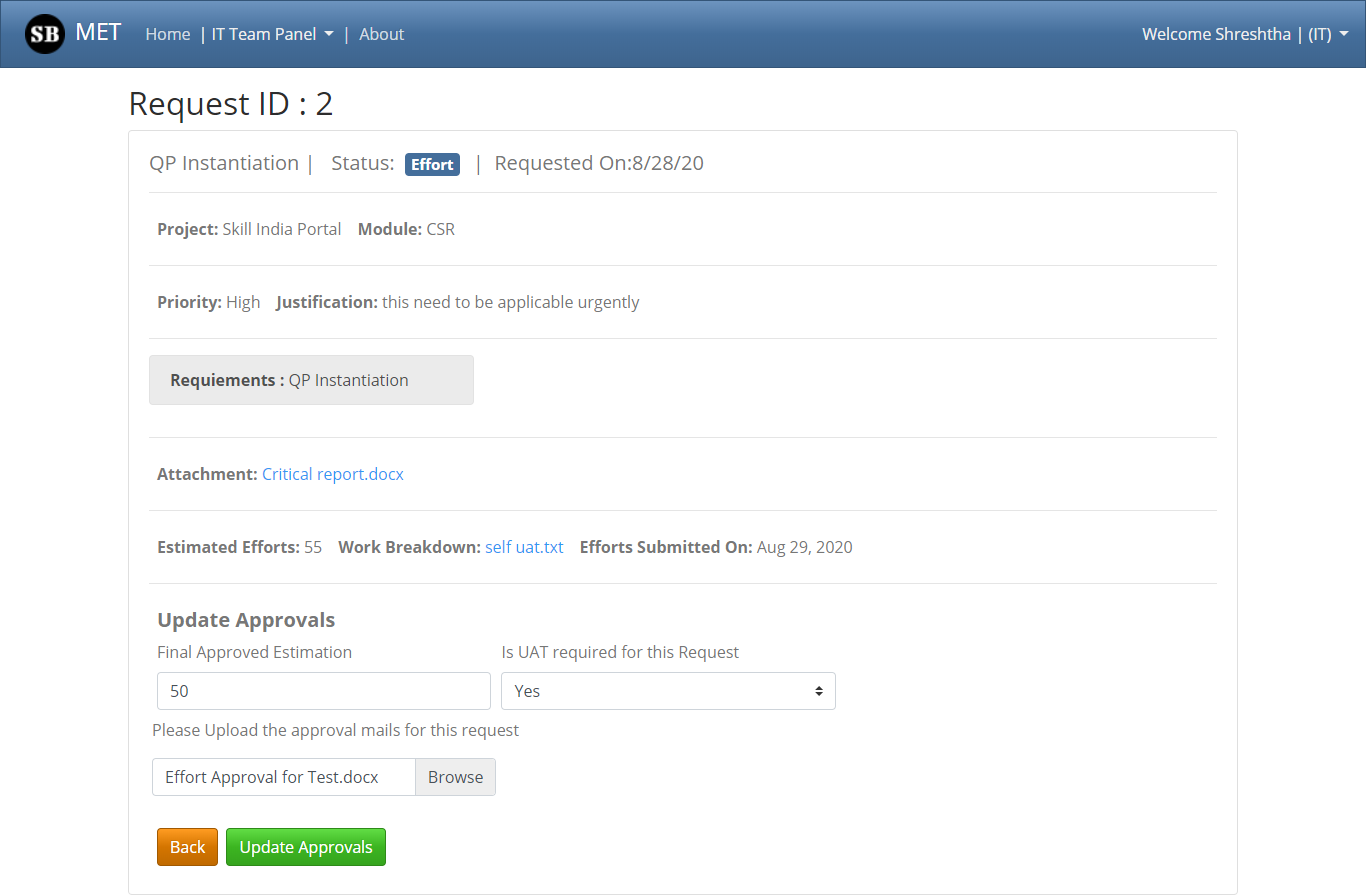 SB MET Home | IT Team Panel | About Welcome Shreshtha | (IT)
Request ID : 2
QP Instantiation | Status: Effort | Requested On:8/28/20
Project: Skill India Portal Module: CSR
Priority: High Justification: this need to be applicable urgently
Requiements : QP Instantiation
Attachment: Critical report.docx
Estimated Efforts: 55 Work Breakdown: self uat.txt Efforts Submitted On: Aug 29, 2020
Update Approvals
Final Approved Estimation Is UAT required for this Request
50 Yes
Please Upload the approval mails for this request
Effort Approval for Test.docx Browse
Back Update Approvals